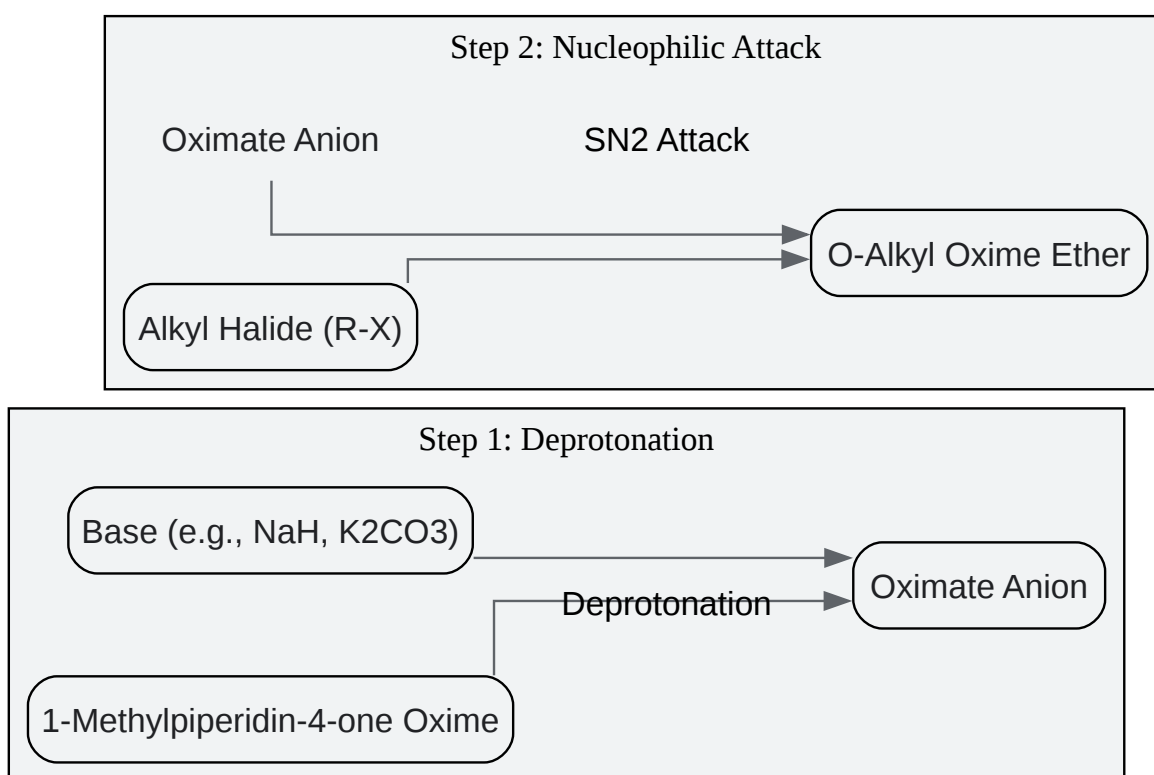 Step 2: Nucleophilic Attack
Oximate Anion
SN2 Attack
O-Alkyl Oxime Ether
Alkyl Halide (R-X)
Step 1: Deprotonation
Base (e.g., NaH, K2CO3)
Oximate Anion
Deprotonation
1-Methylpiperidin-4-one Oxime